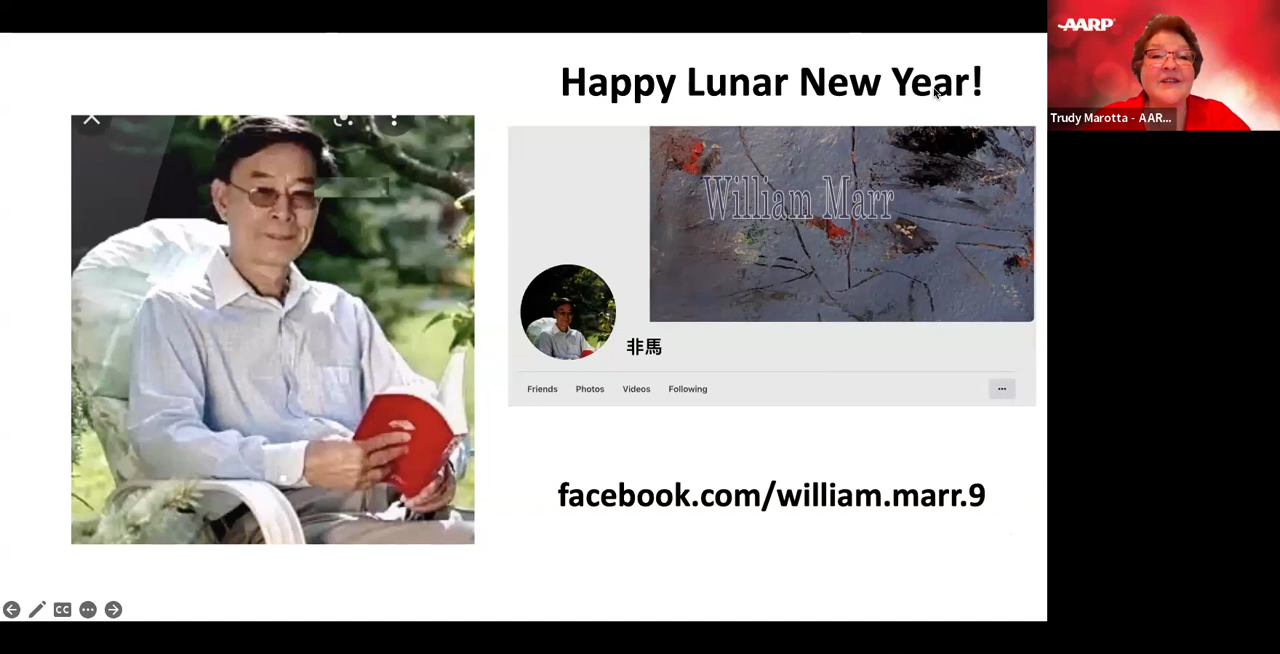 Happy Lunar New Year!
William Marr
非馬
Friends Photos Videos Following
facebook.com/william.marr.9
CC
AARP
Trudy Marotta - AAR...